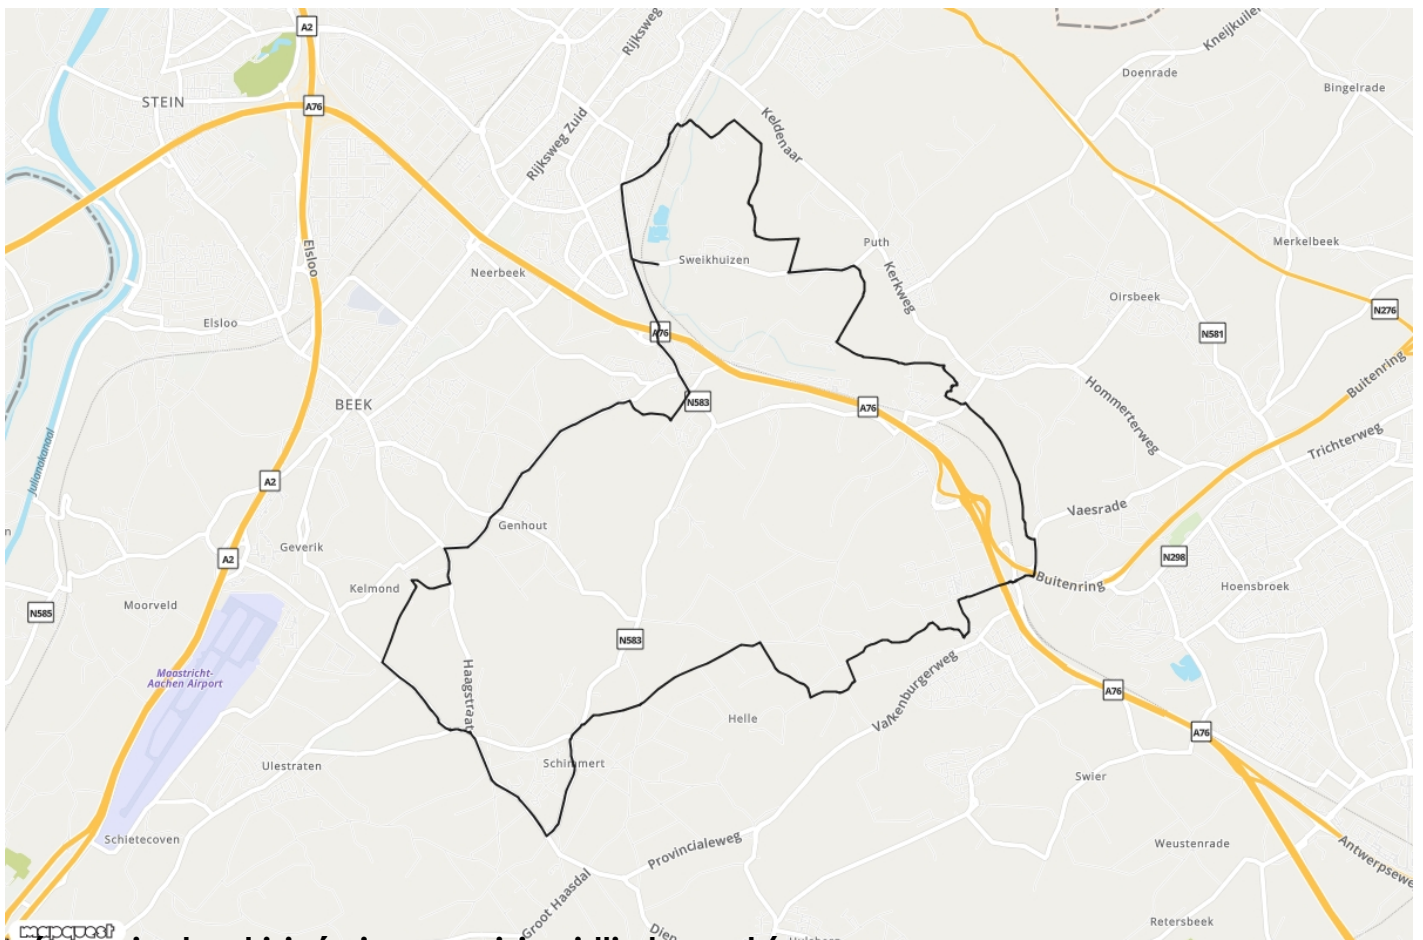 A2
Rijksweg
Kneijkuiler
Doenrade
Bingelrade
STEIN
A76
Rijksweg Zuid
Keldenaar
Elsloo
Neerbeek
Sweikhuizen
Puth
Kerkweg
Merkelbeek
Oirsbeek
N276
Elsloo
A76
N581
Buitenring
BEEK
N583
A76
Hommerterweg
Trichterweg
Julianakanaal
A2
Vaesrade
Genhout
A2
Geverik
Kelmond
N298
Buitenring
Hoensbroek
N585
Moorveld
N583
Maastricht-
Aachen Airport
Haagstraat
Valkenburgerweg
A76
Helle
A76
Ulestraten
Schimmert
Swier
Schietecoven
Provincialeweg
Weustenrade
Antwerpsewe
Groot Haasdal
Retersbeek
mapquest